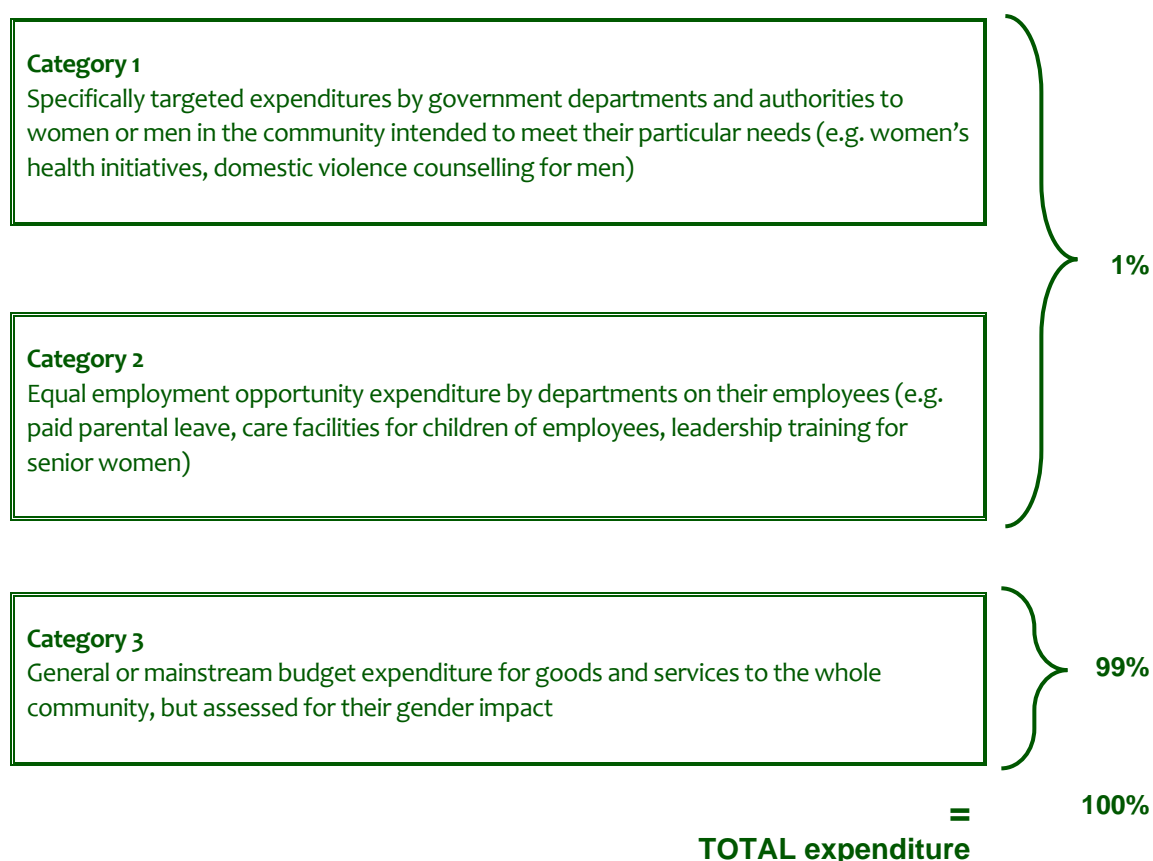 Category 1
Specifically targeted expenditures by government departments and authorities to
women or men in the community intended to meet their particular needs (e.g. women’s
health initiatives, domestic violence counselling for men)
1%
Category 2
Equal employment opportunity expenditure by departments on their employees (e.g.
paid parental leave, care facilities for children of employees, leadership training for
senior women)
Category 3
General or mainstream budget expenditure for goods and services to the whole
community, but assessed for their gender impact
99%
= 100%
TOTAL expenditure